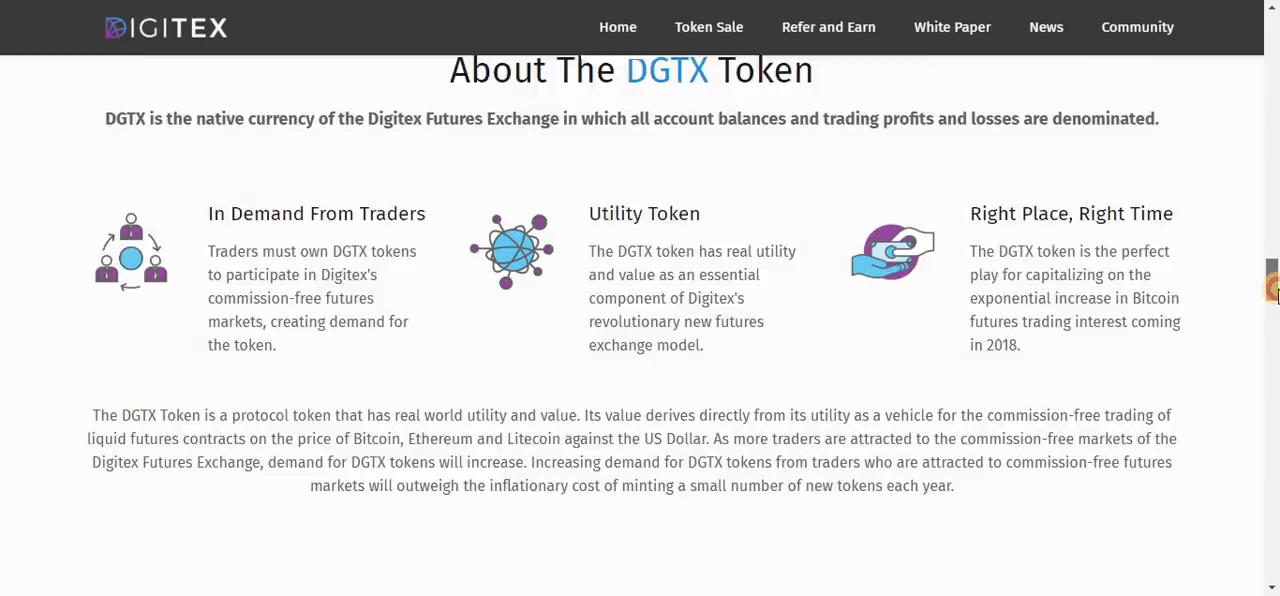 DIGITEX
Home
Token Sale
Refer and Earn
White Paper
News
Community
About The DGTX Token
DGTX is the native currency of the Digitex Futures Exchange in which all account balances and trading profits and losses are denominated.
In Demand From Traders
Traders must own DGTX tokens
to participate in Digitex's
commission-free futures
markets, creating demand for
the token.
Utility Token
The DGTX token has real utility
and value as an essential
component of Digitex's
revolutionary new futures
exchange model.
Right Place, Right Time
The DGTX token is the perfect
play for capitalizing on the
exponential increase in Bitcoin
futures trading interest coming
in 2018.
The DGTX Token is a protocol token that has real world utility and value. Its value derives directly from its utility as a vehicle for the commission-free trading of
liquid futures contracts on the price of Bitcoin, Ethereum and Litecoin against the US Dollar. As more traders are attracted to the commission-free markets of the
Digitex Futures Exchange, demand for DGTX tokens will increase. Increasing demand for DGTX tokens from traders who are attracted to commission-free futures
markets will outweigh the inflationary cost of minting a small number of new tokens each year.